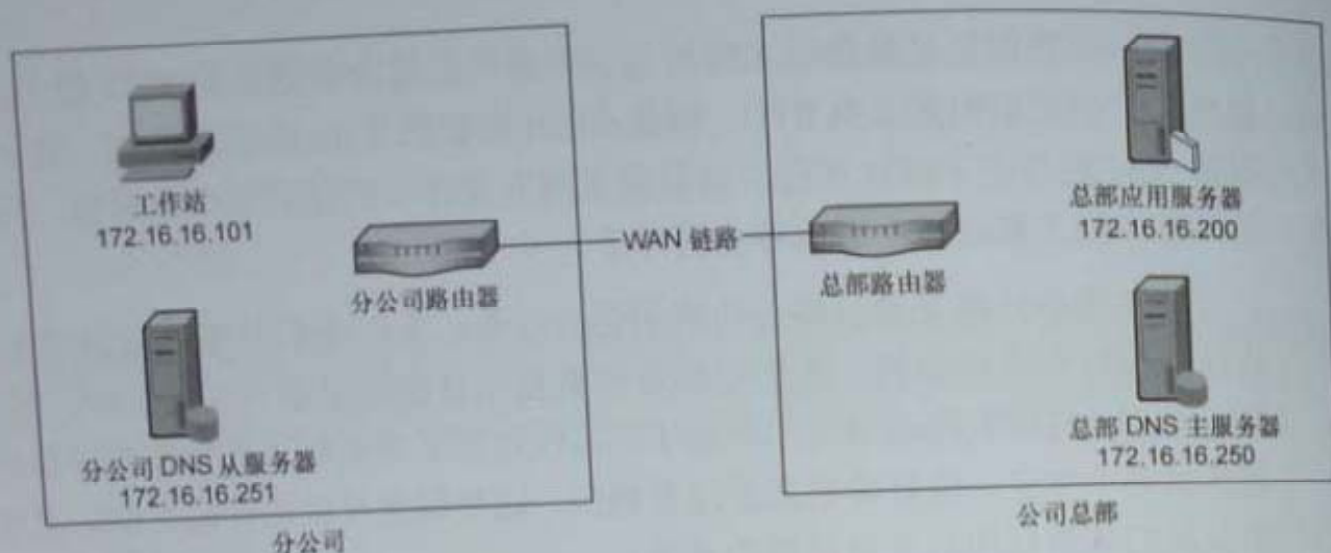 工作站
172.16.16.101
分公司路由器
分公司 DNS 从服务器
172.16.16.251
分公司
WAN 链路
总部路由器
总部应用服务器
172.16.16.200
总部 DNS 主服务器
172.16.16.250
公司总部